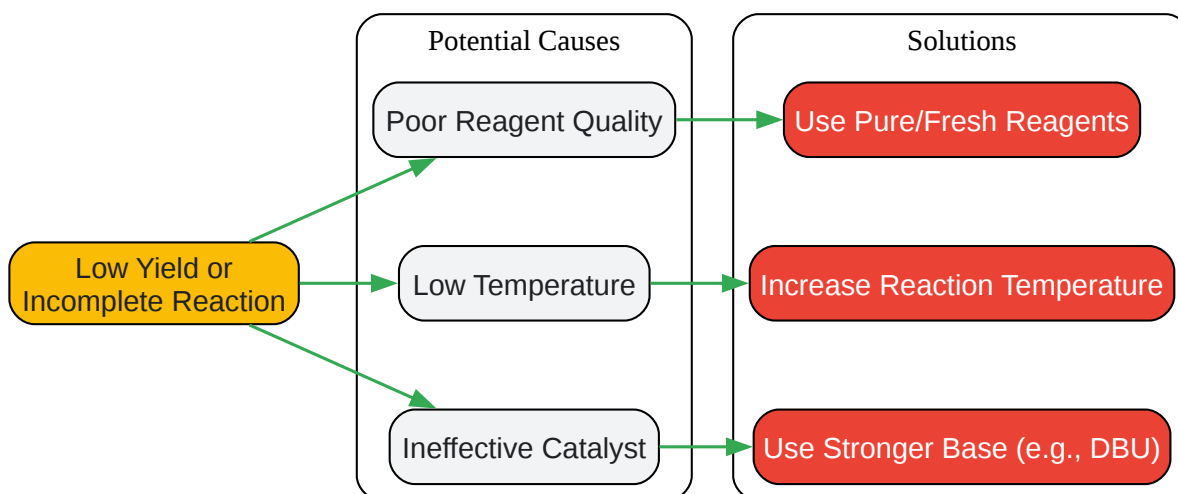 Potential Causes
Solutions
Poor Reagent Quality
Use Pure/Fresh Reagents
Low Yield or
Incomplete Reaction
Low Temperature
Increase Reaction Temperature
Ineffective Catalyst
Use Stronger Base (e.g., DBU)